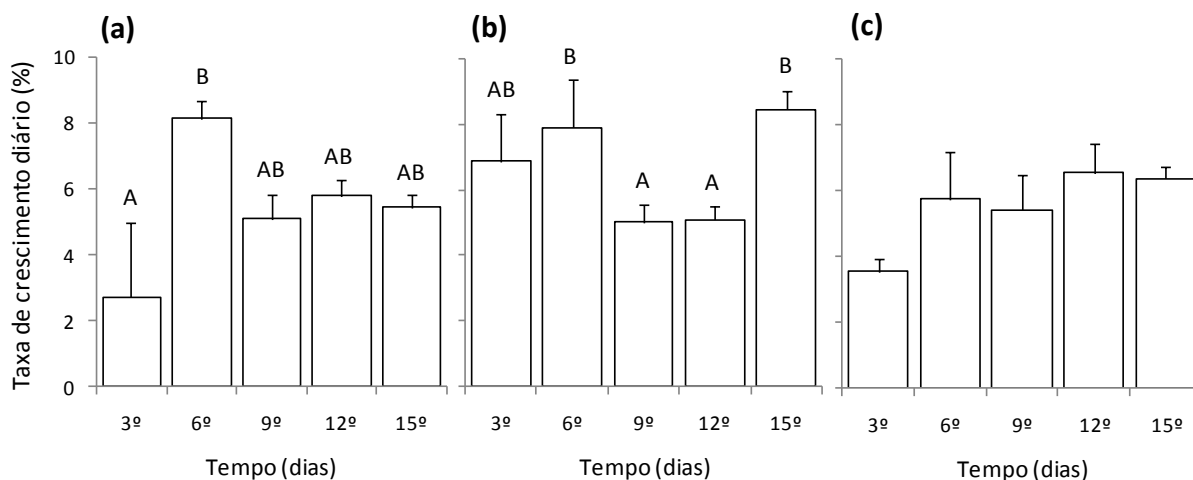 (a)
(b)
(c)
Taxa de crescimento diário (%)
10
8
6
4
2
0
A
B
AB
AB
AB
3º 6º 9º 12º 15º
Tempo (dias)
AB
B
A
A
B
3º 6º 9º 12º 15º
Tempo (dias)
3º 6º 9º 12º 15º
Tempo (dias)